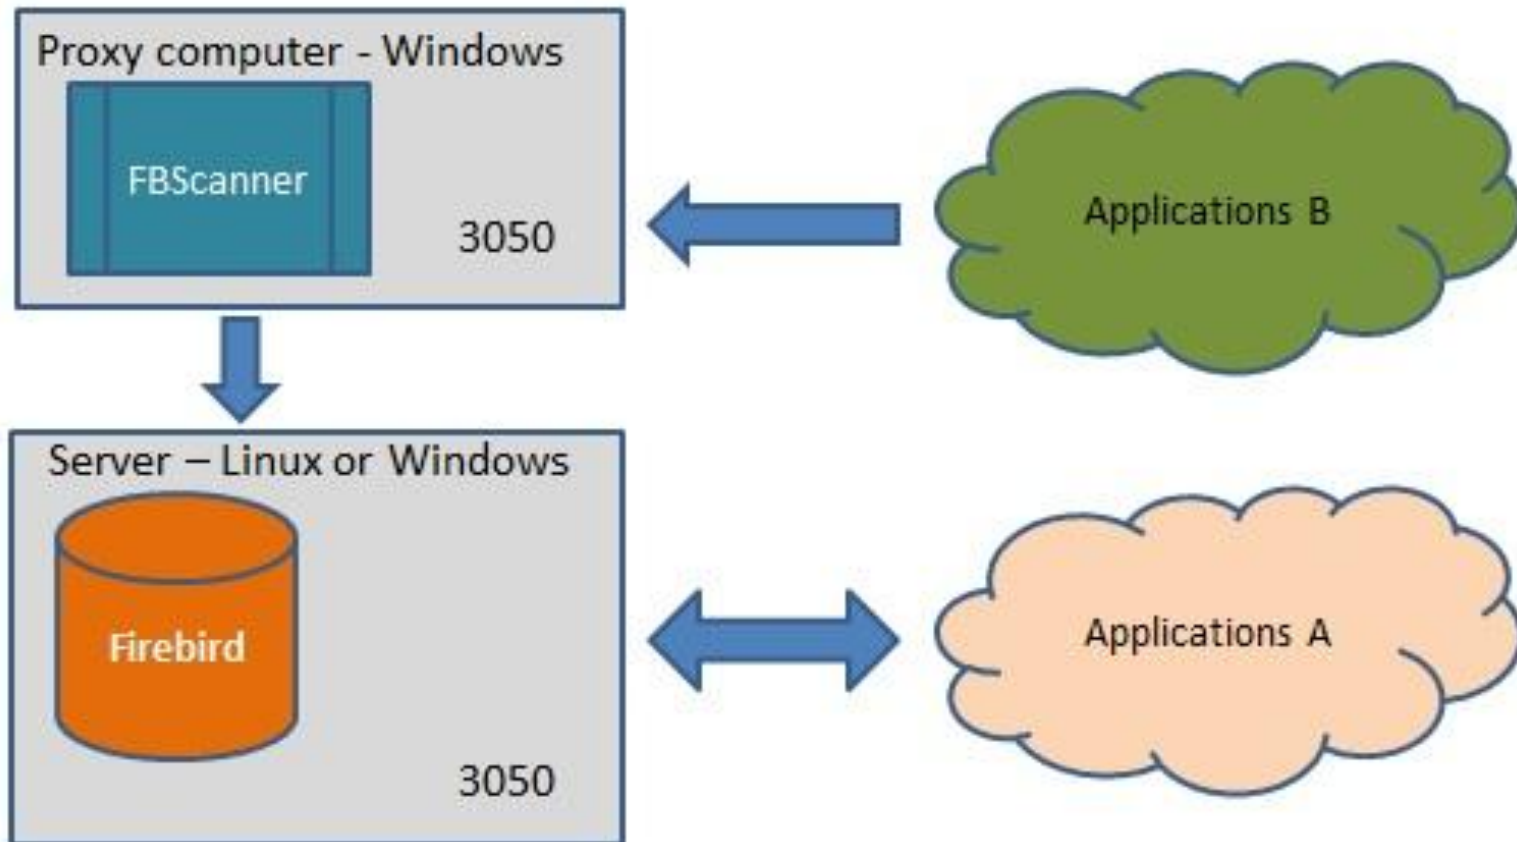 Proxy computer - Windows
FBScanner
3050
Applications B
Server – Linux or Windows
Firebird
3050
Applications A